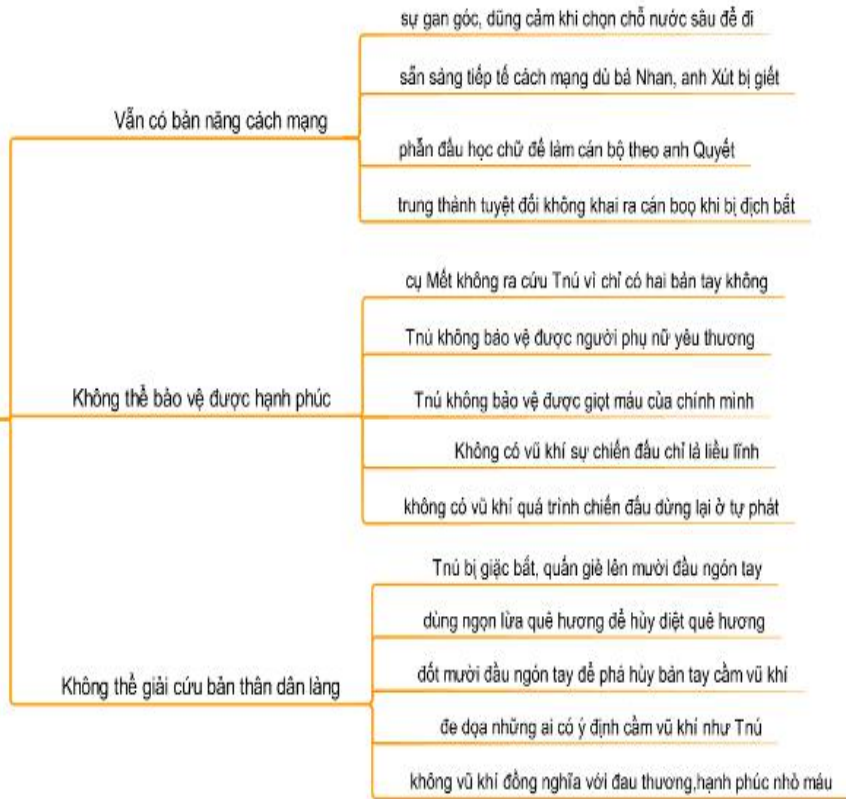 Vẫn có bản năng cách mạng
sự gan góc, dũng cảm khi chọn chỗ nước sâu để đi
sẵn sàng tiếp tế cách mạng dù bà Nhan, anh Xút bị giết
phấn đấu học chữ để làm cán bộ theo anh Quyết
trung thành tuyệt đối không khai ra cán boọ khi bị địch bắt
Không thể bảo vệ được hạnh phúc
cụ Mết không ra cứu Tnú vì chỉ có hai bàn tay không
Tnú không bảo vệ được người phụ nữ yêu thương
Tnú không bảo vệ được giọt máu của chính mình
Không có vũ khí sự chiến đấu chỉ là liều lĩnh
không có vũ khí quá trình chiến đấu dừng lại ở tự phát
Không thể giải cứu bản thân dân làng
Tnú bị giặc bắt, quấn giẻ lên mười đầu ngón tay
dùng ngọn lửa quê hương để hủy diệt quê hương
đốt mười đầu ngón tay để phá hủy bàn tay cầm vũ khí
đe dọa những ai có ý định cầm vũ khí như Tnú
không vũ khí đồng nghĩa với đau thương,hạnh phúc nhỏ máu